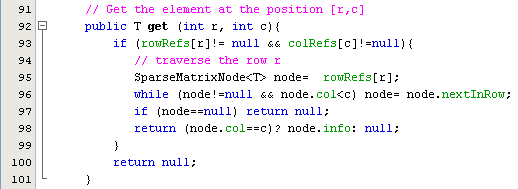 91 // Get the element at the position [r,c]
92 public T get (int r, int c){
93 if (rowRefs[r]!= null && colRefs[c]!=null){
94 // traverse the row r
95 SparseMatrixNode<T> node= rowRefs[r];
96 while (node!=null && node.col<c) node= node.nextInRow;
97 if (node==null) return null;
98 return (node.col==c)? node.info: null;
99 }
100 return null;
101 }